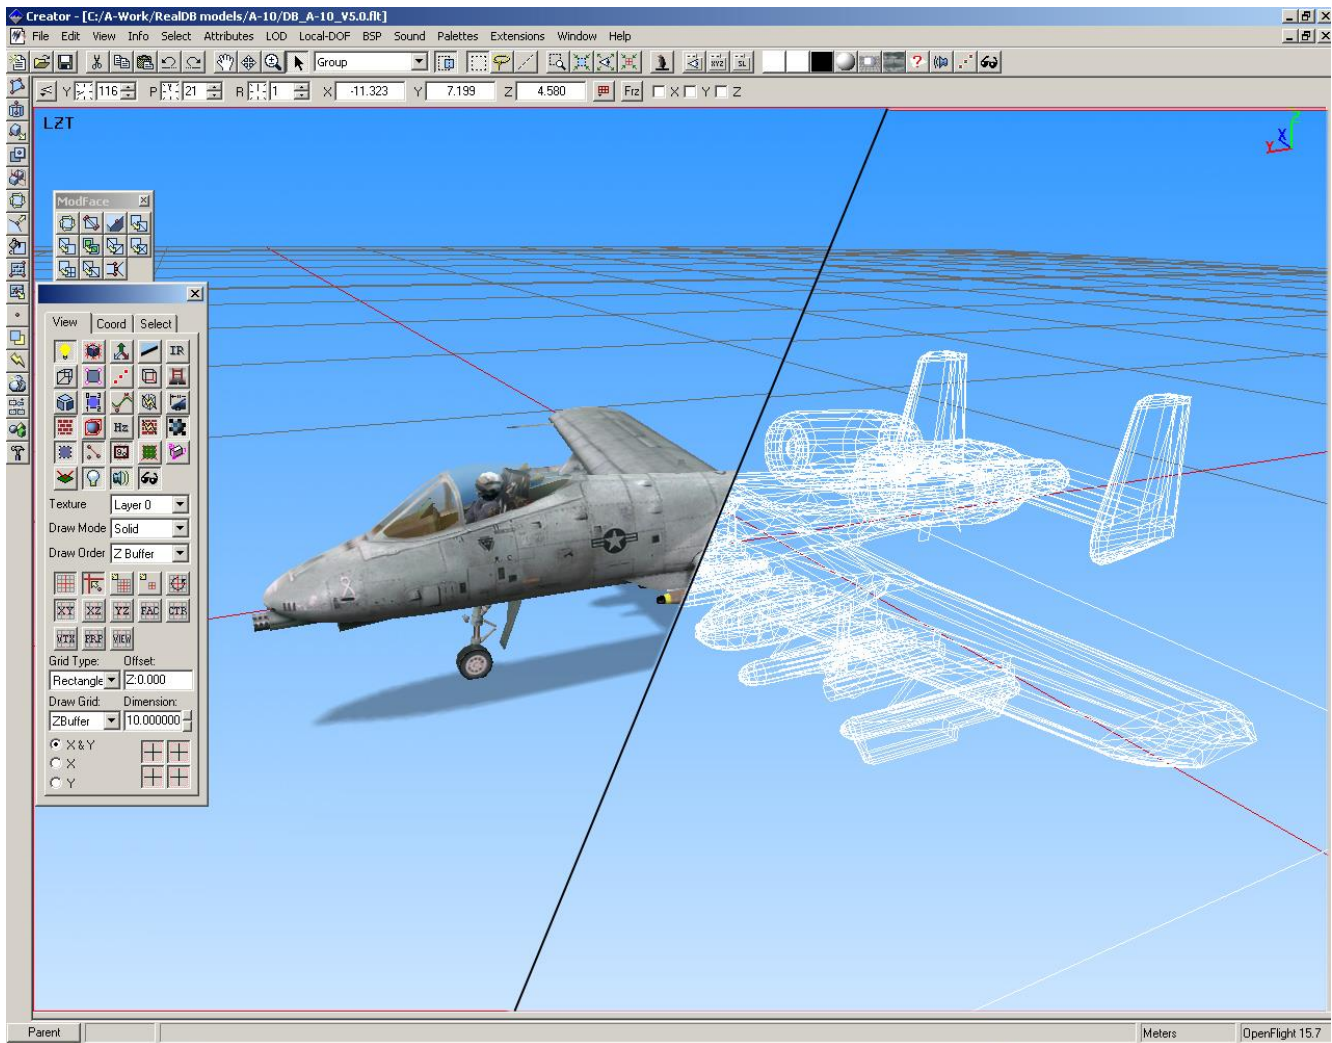 Creator - [C:/A-Work/RealDB models/A-10/DB_A-10_V5.0.flt]
File Edit View Info Select Attributes LOD Local-DOF BSP Sound Palettes Extensions Window Help
Group
XYZ SL ?
Y 116 P 21 R 1 X -11.323 Y 7.199 Z 4.580 Frz X Y Z
LZT
X
Y
ModFace
View Coord Select
IR
Hz
Texture Layer 0
Draw Mode Solid
Draw Order Z Buffer
XY XZ YZ FAC CTR
VTX PRP VIEW
Grid Type: Offset:
Rectangle Z:0.000
Draw Grid: Dimension:
ZBuffer 10.000000
X & Y
X
Y
Parent Meters OpenFlight 15.7